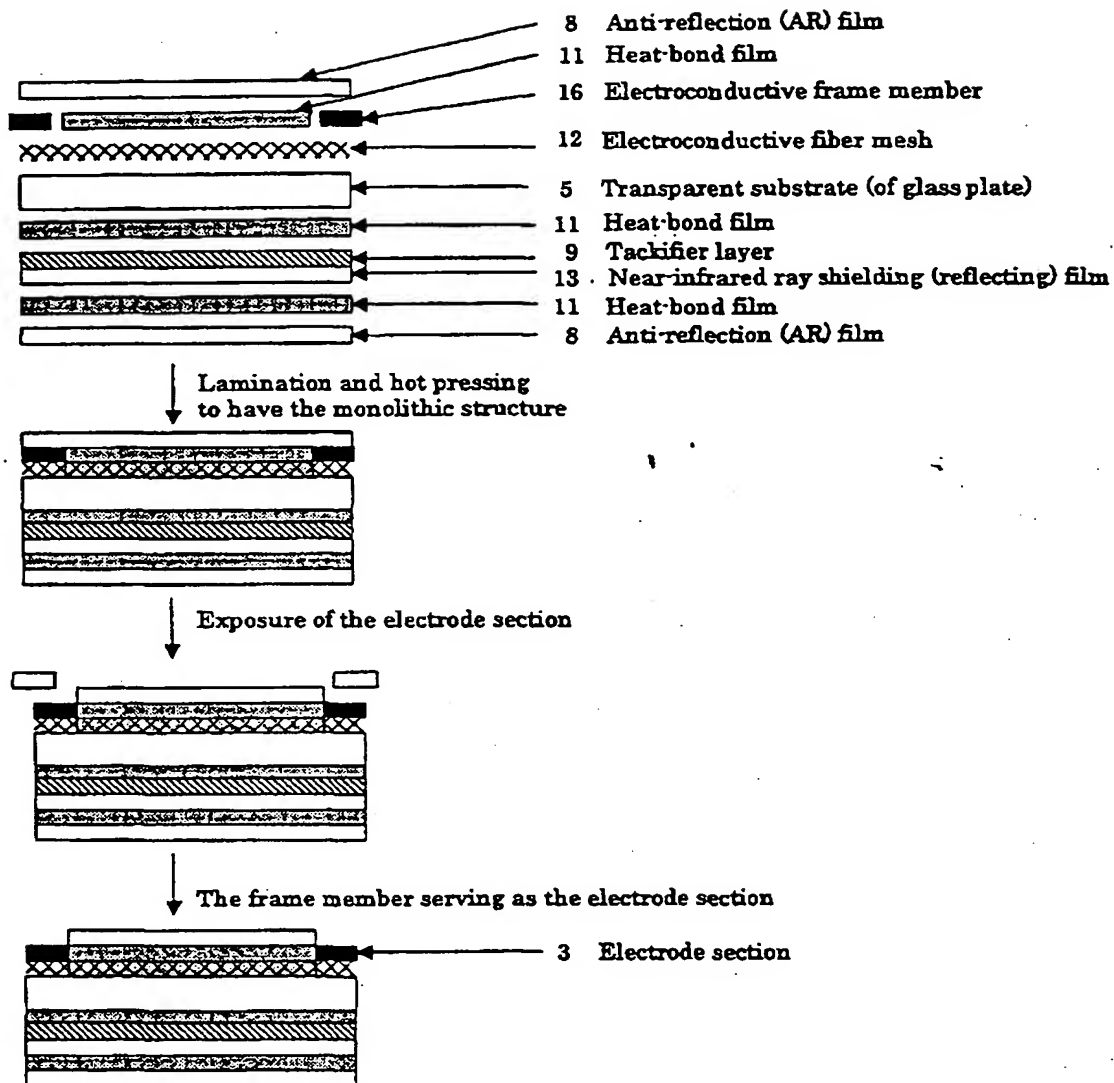 8 Anti-reflection (AR) film
11 Heat-bond film
16 Electroconductive frame member
12 Electroconductive fiber mesh
5 Transparent substrate (of glass plate)
11 Heat-bond film
9 Tackifier layer
13 Near-infrared ray shielding (reflecting) film
11 Heat-bond film
8 Anti-reflection (AR) film
Lamination and hot pressing
to have the monolithic structure
Exposure of the electrode section
The frame member serving as the electrode section
3 Electrode section